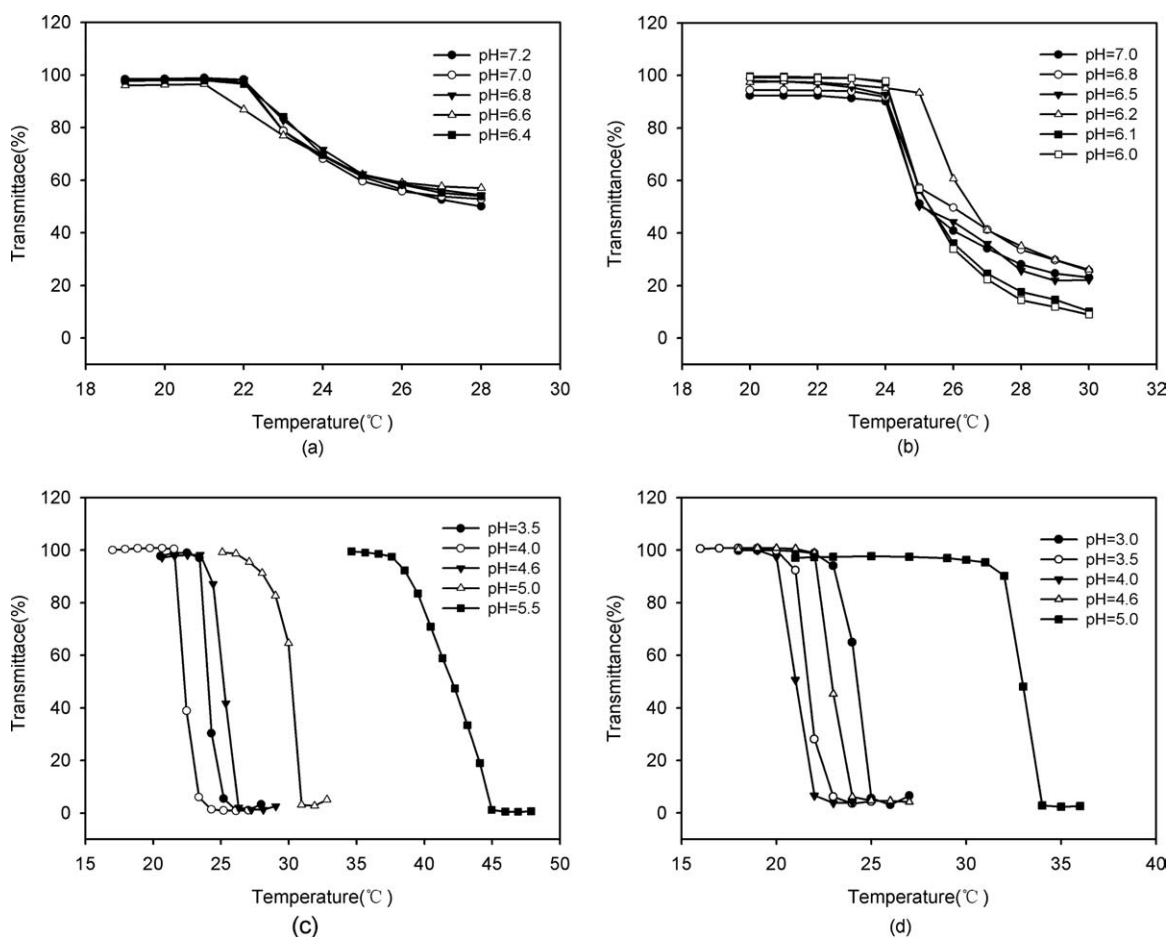 120
100
80
60
40
20
0
Transmittace(%)
pH=7.2
pH=7.0
pH=6.8
pH=6.6
pH=6.4
18 20 22 24 26 28 30
Temperature(℃)
(a)
120
100
80
60
40
20
0
Transmittance(%)
pH=7.0
pH=6.8
pH=6.5
pH=6.2
pH=6.1
pH=6.0
18 20 22 24 26 28 30 32
Temperature(℃)
(b)
120
100
80
60
40
20
0
Transmittace(%)
pH=3.5
pH=4.0
pH=4.6
pH=5.0
pH=5.5
15 20 25 30 35 40 45 50
Temperature(℃)
(c)
120
100
80
60
40
20
0
Transmittance(%)
pH=3.0
pH=3.5
pH=4.0
pH=4.6
pH=5.0
15 20 25 30 35 40
Temperature(℃)
(d)